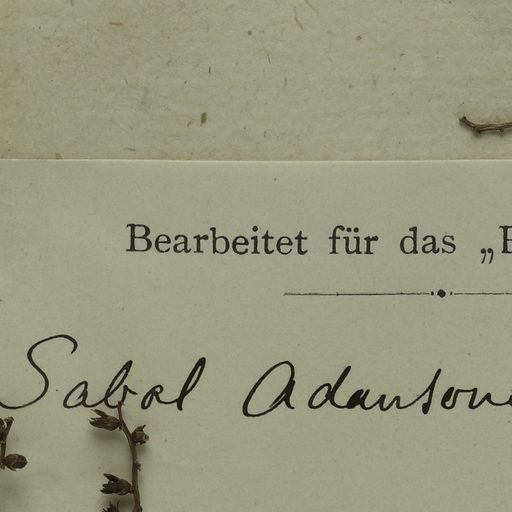 Bearbeitet für das „
Sabal Adanson